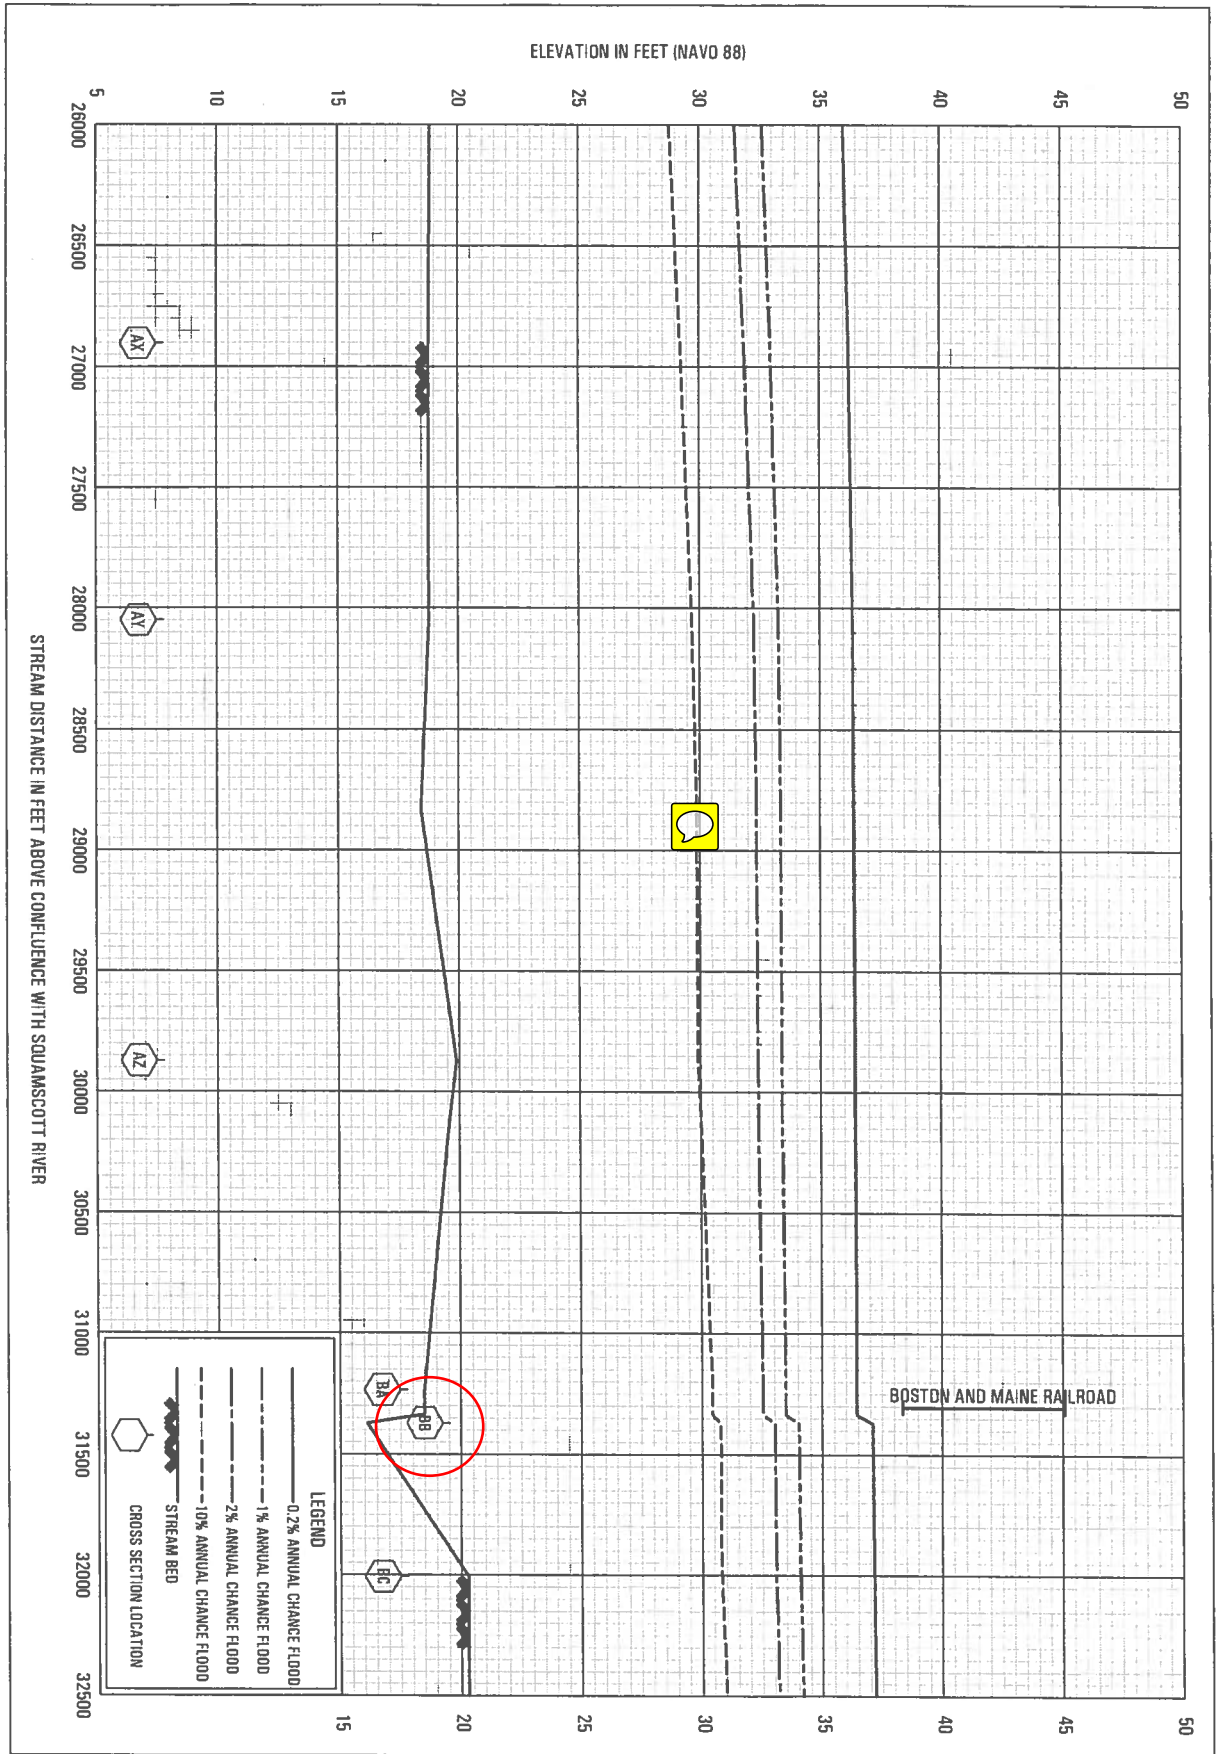 ELEVATION IN FEET (NAVO 88)
5
10
15
20
25
30
35
40
45
50
26000
26500
27000
27500
28000
28500
29000
29500
30000
30500
31000
31500
32000
32500
AX
AY
AZ
BA
BB
BC
BOSTON AND MAINE RAILROAD
STREAM DISTANCE IN FEET ABOVE CONFLUENCE WITH SQUAMSCOTT RIVER
LEGEND
0.2% ANNUAL CHANCE FLOOD
1% ANNUAL CHANCE FLOOD
2% ANNUAL CHANCE FLOOD
10% ANNUAL CHANCE FLOOD
STREAM BED
CROSS SECTION LOCATION
15
20
30
35
40
45
50